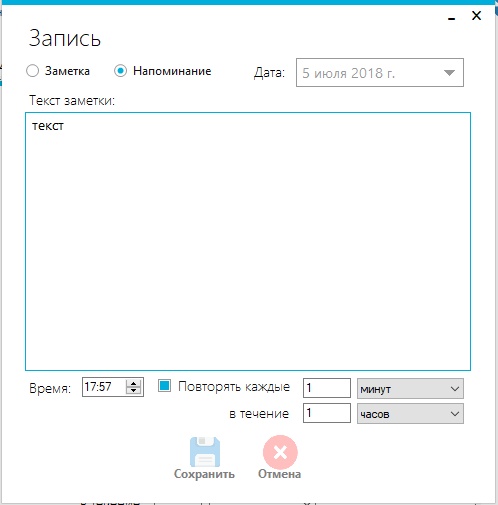 Запись
Заметка
Напоминание
Дата:
5 июля 2018 г.
Текст заметки:
текст
Время:
17:57
Повторять каждые
1
минут
в течение
1
часов
Сохранить
Отмена